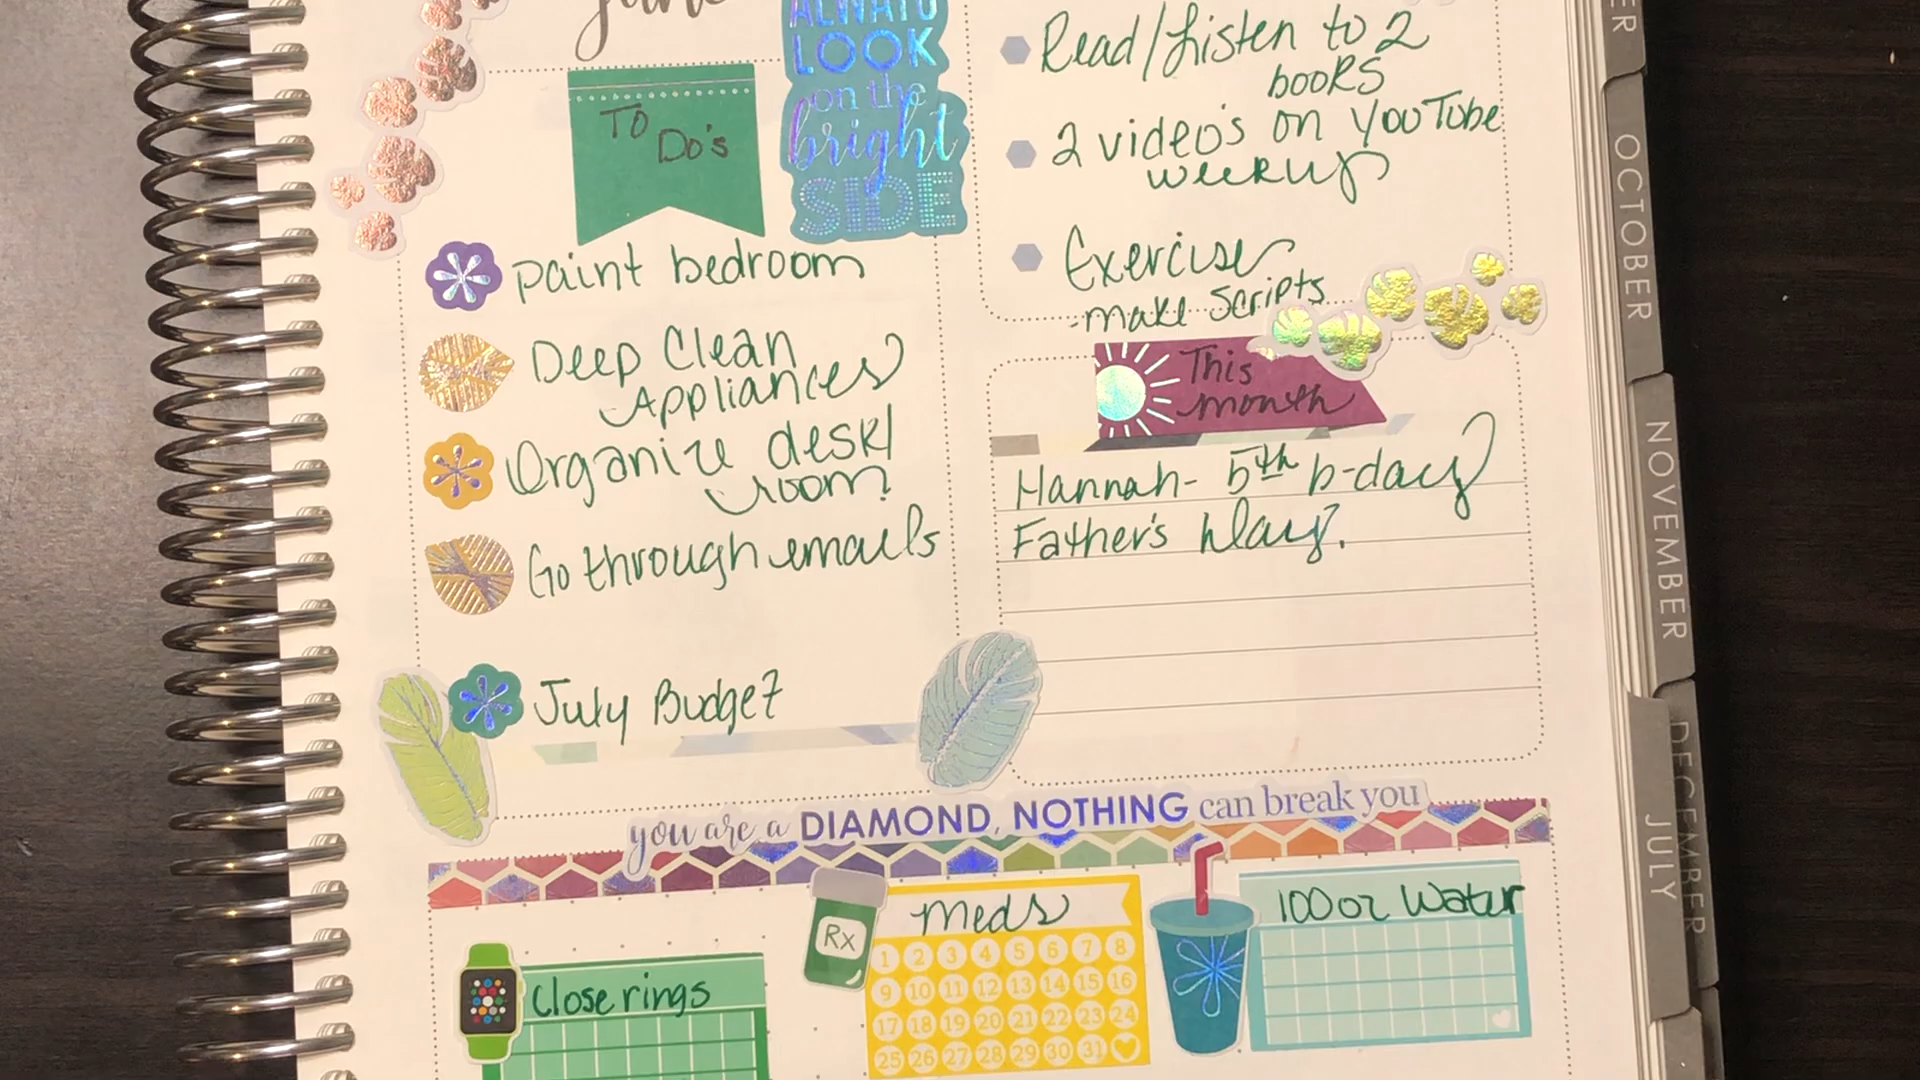 June
ALWAYS
LOOK
on the
bright
SIDE
To
Do's
paint bedroom
Deep Clean
Appliances
Organize desk/
room
Go through emails
July Budget
Read/Listen to 2
books
2 video's on YouTube
weekly
Exercise
-make scripts
This
month
Hannah- 5th b-day
Father's Day.
you are a DIAMOND, NOTHING can break you
Close rings
Rx
Meds
1 2 3 4 5 6 7 8
9 10 11 12 13 14 15 16
17 18 19 20 21 22 23 24
25 26 27 28 29 30 31
100oz Water
ER
OCTOBER
NOVEMBER
DECEMBER
JULY